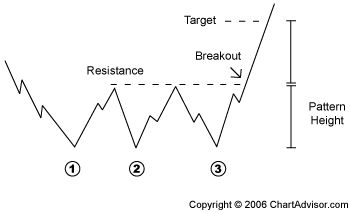 Target
Breakout
Resistance
Pattern
Height
1
2
3
Copyright © 2006 ChartAdvisor.com